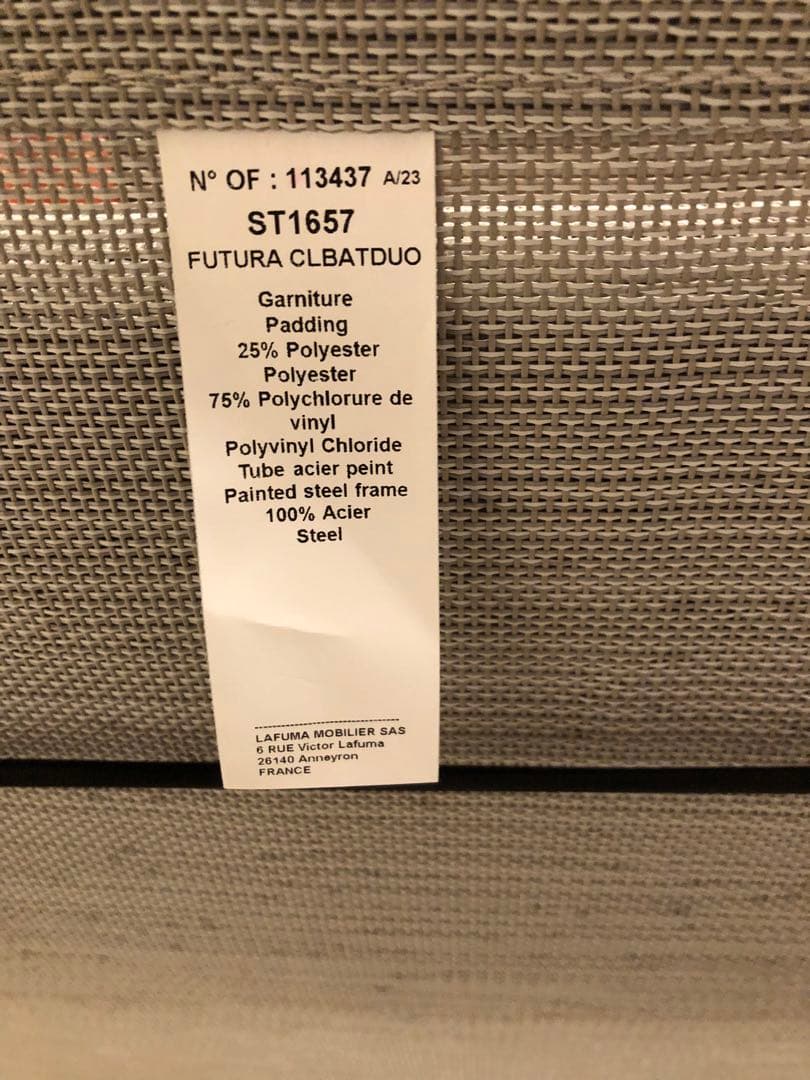 N° OF : 113437 A/23
ST1657
FUTURA CLBATDUO
Garniture
Padding
25% Polyester
Polyester
75% Polychlorure de
vinyl
Polyvinyl Chloride
Tube acier peint
Painted steel frame
100% Acier
Steel
LAFUMA MOBILIER SAS
6 RUE Victor Lafuma
26140 Anneyron
FRANCE